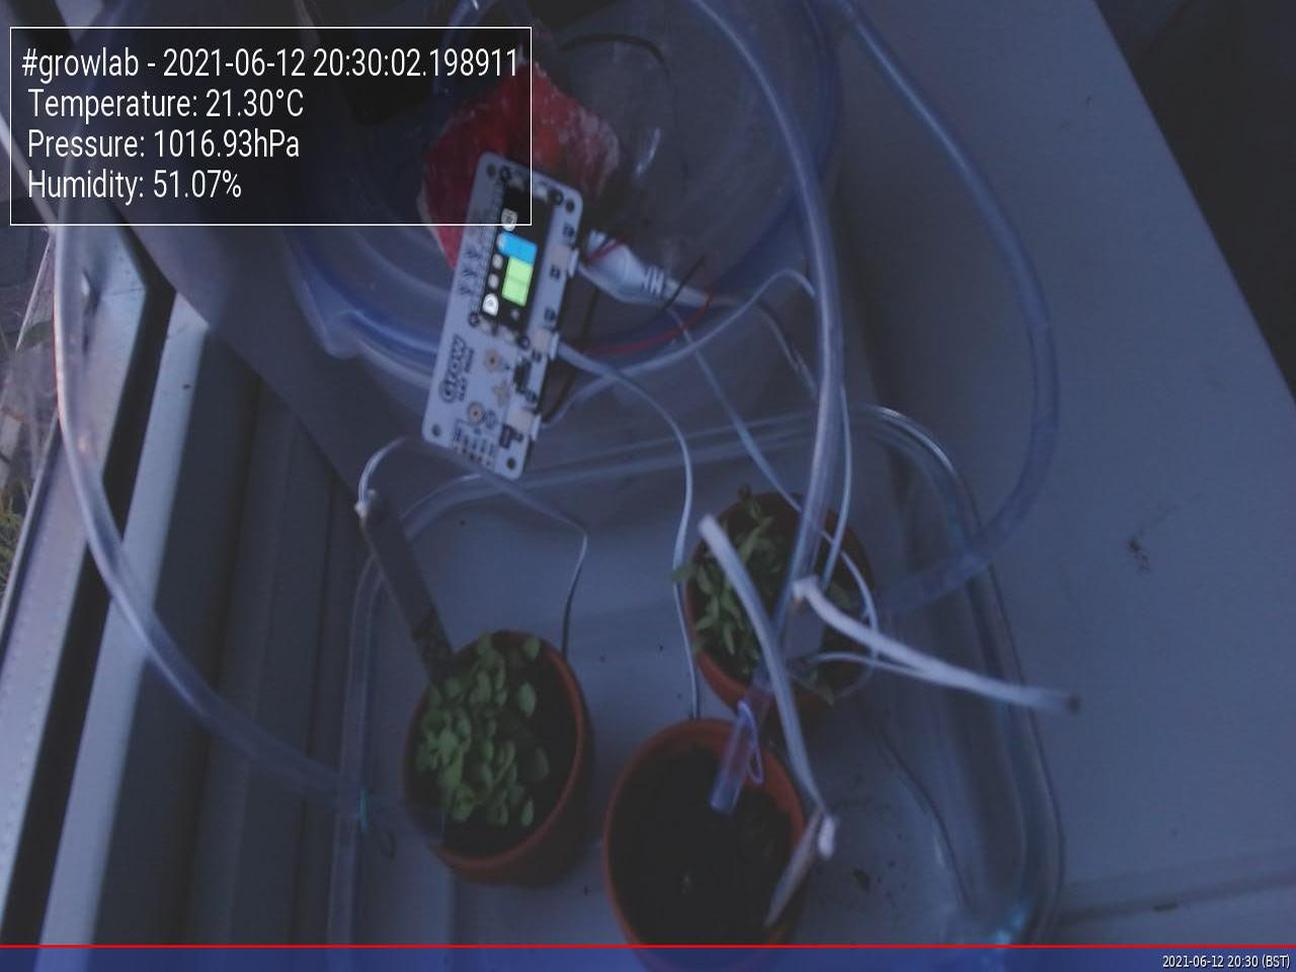 #growlab - 2021-06-12 20:30:02.198911
Temperature: 21.30°C
Pressure: 1016.93hPa
Humidity: 51.07%
GROW
2021-06-12 20:30 (BST)